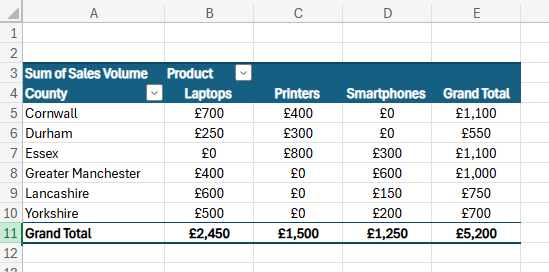 A B C D E
1
2
3 Sum of Sales Volume Product
4 County Laptops Printers Smartphones Grand Total
5 Cornwall £700 £400 £0 £1,100
6 Durham £250 £300 £0 £550
7 Essex £0 £800 £300 £1,100
8 Greater Manchester £400 £0 £600 £1,000
9 Lancashire £600 £0 £150 £750
10 Yorkshire £500 £0 £200 £700
11 Grand Total £2,450 £1,500 £1,250 £5,200
12